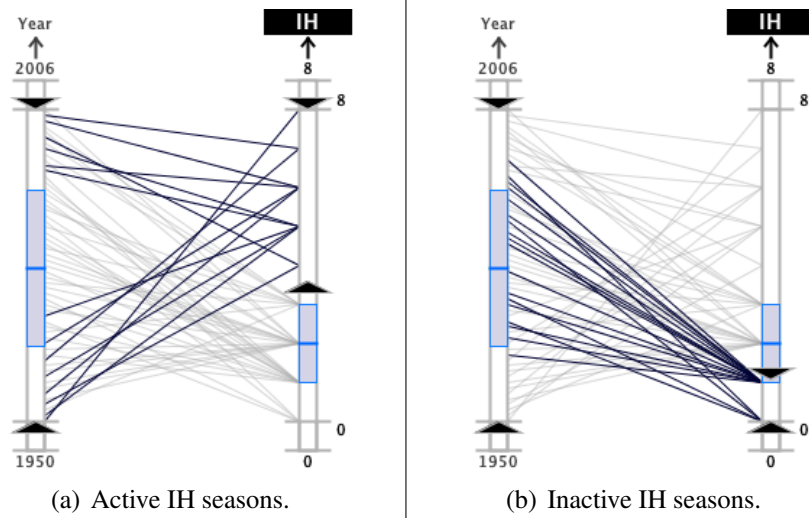 Year
IH
2006
8
8
0
1950
0
(a) Active IH seasons.
Year
IH
2006
8
8
0
1950
0
(b) Inactive IH seasons.